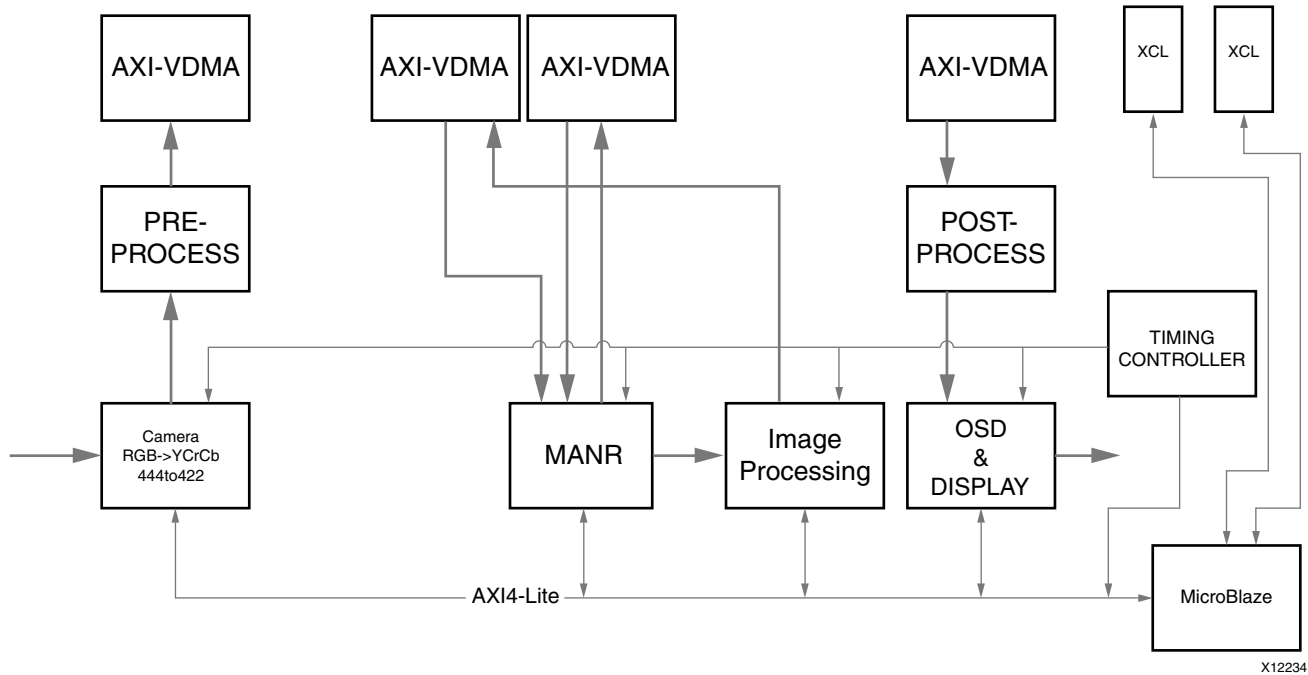 AXI-VDMA
AXI-VDMA
AXI-VDMA
AXI-VDMA
XCL
XCL
PRE-
PROCESS
POST-
PROCESS
TIMING
CONTROLLER
Camera
RGB->YCrCb
444to422
MANR
Image
Processing
OSD
&
DISPLAY
AXI4-Lite
MicroBlaze
X12234